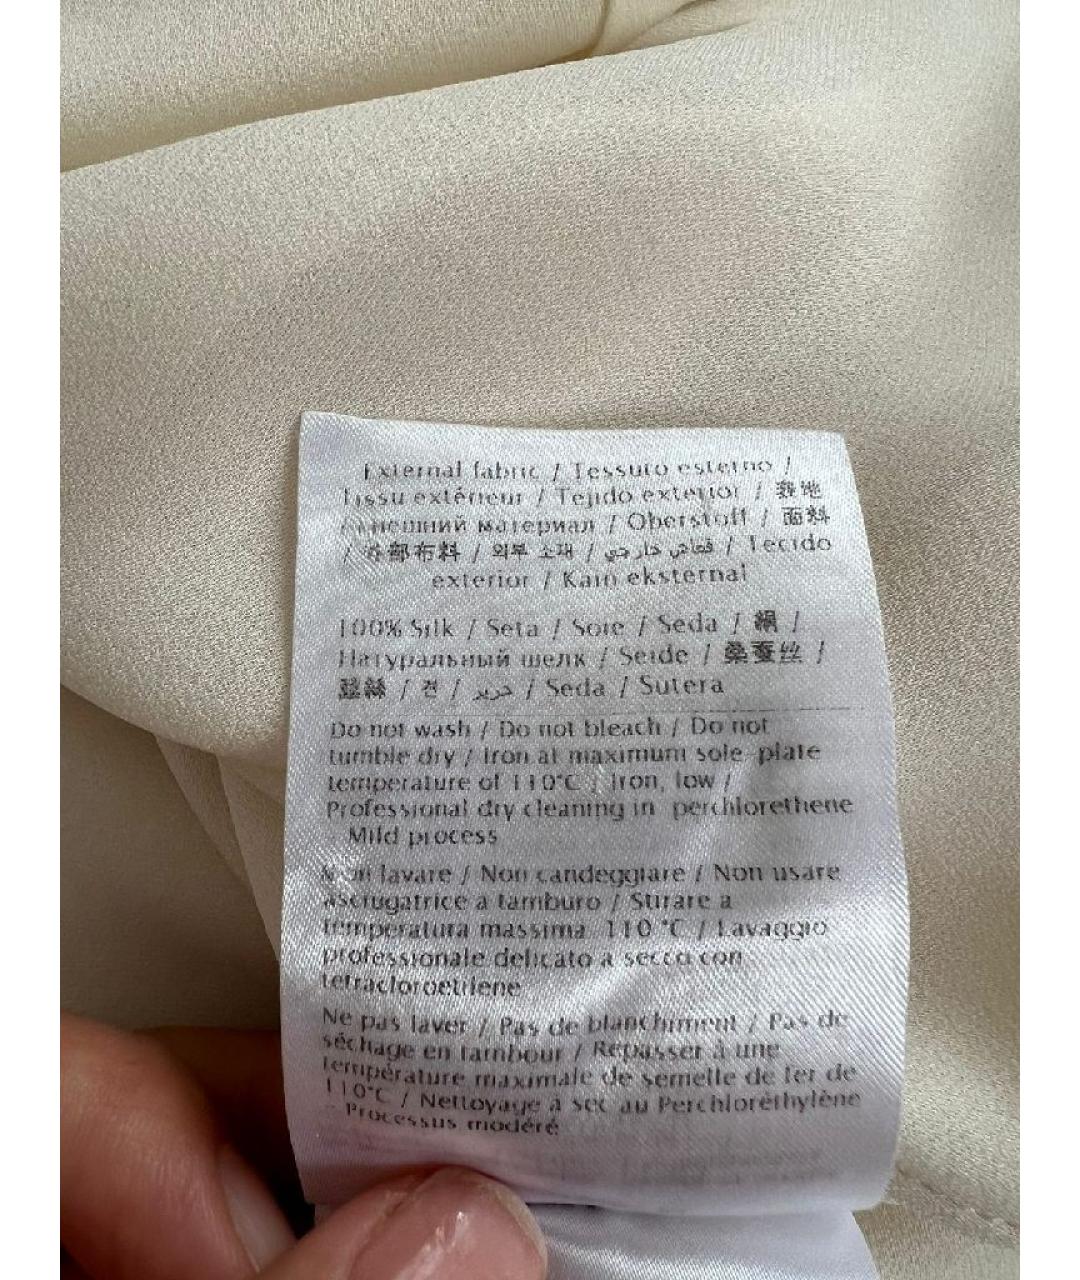 External fabric / Tessuto esterno /
Tissu extérieur / Tejido exterior / 表地
Внешний материал / Oberstoff / 面料
/ 外部布料 / 외부 소재 / قماش خارجي / Tecido
exterior / Kain eksternal
100% Silk / Seta / Soie / Seda / 絹 /
Натуральный шелк / Seide / 桑蚕丝 /
蠶絲 / 견 / حرير / Seda / Sutera
Do not wash / Do not bleach / Do not
tumble dry / Iron at maximum sole-plate
temperature of 110°C / Iron, low /
Professional dry cleaning in perchlorethene
- Mild process
Non lavare / Non candeggiare / Non usare
asciugatrice a tamburo / Stirare a
temperatura massima 110 °C / Lavaggio
professionale delicato a secco con
tetracloroetilene
Ne pas laver / Pas de blanchiment / Pas de
séchage en tambour / Repasser à une
température maximale de semelle de fer de
110°C / Nettoyage à sec au Perchloréthylène
- Processus modéré